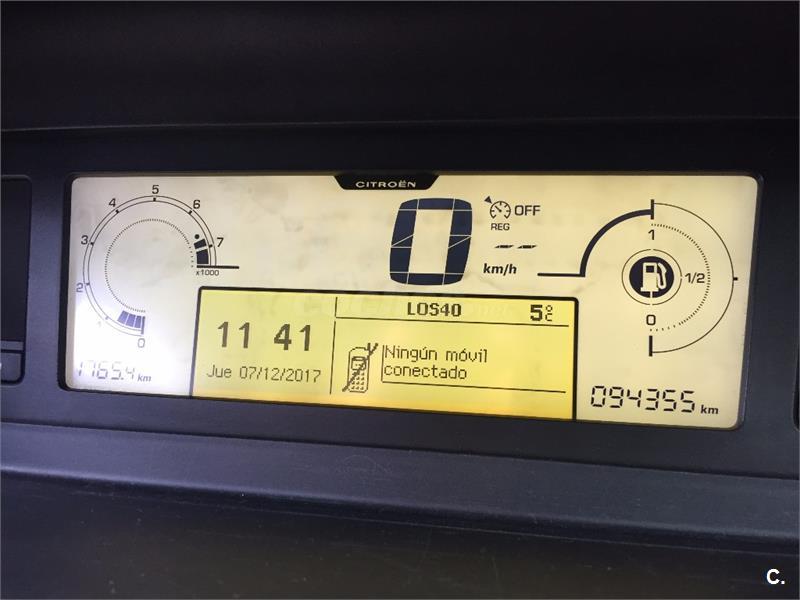 CITROËN
5
4
6
3
7
2
x1000
1
0
1765.4 km
0
OFF
REG
--
km/h
1
1/2
0
LOS40
5°C
11 41
Jue 07/12/2017
Ningún móvil
conectado
094355 km
C.